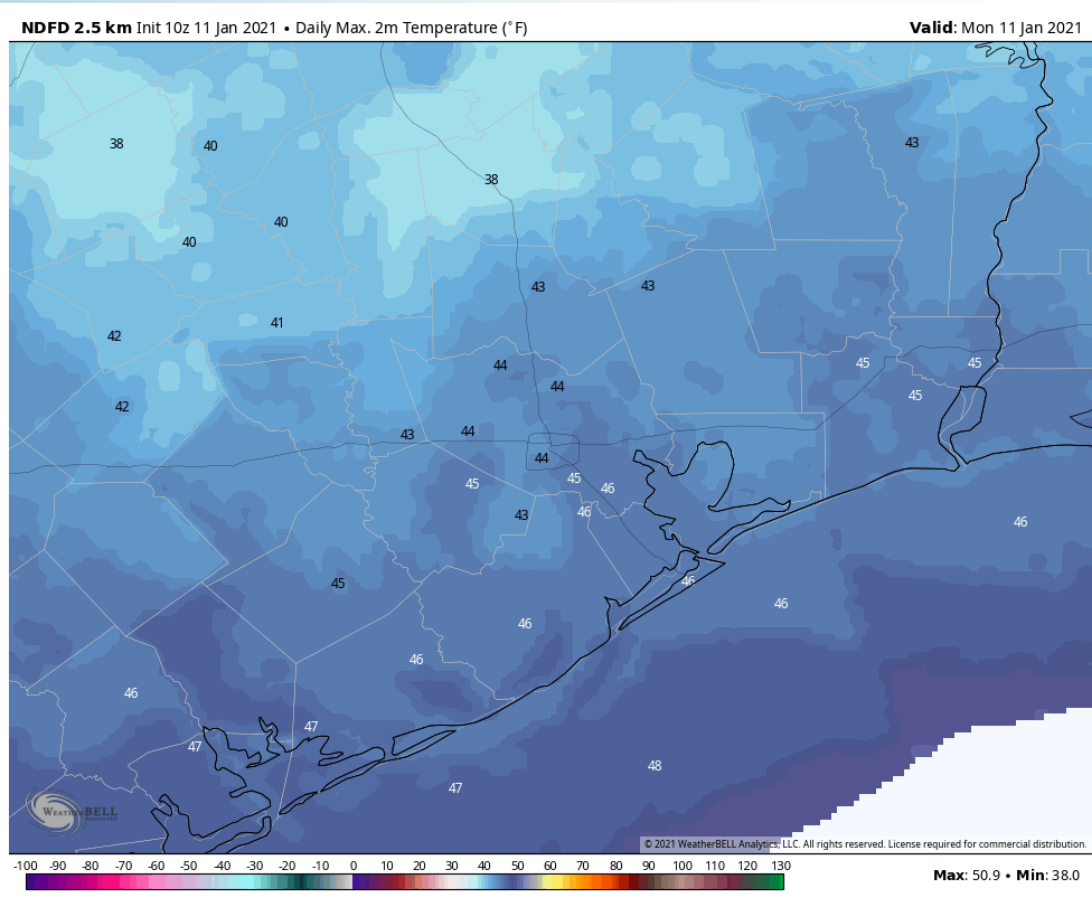 NDFD 2.5 km Init 10z 11 Jan 2021 • Daily Max. 2m Temperature (°F) Valid: Mon 11 Jan 2021
38 40 43
38
40 40
43 43
41
42
44 45 45
44 45
42
43 44
44
45 45 46
43 46
46
45 46
46
46
46
46
47
47
48
47
WEATHERBELL
© 2021 WeatherBELL Analytics, LLC. All rights reserved. License required for commercial distribution.
-100 -90 -80 -70 -60 -50 -40 -30 -20 -10 0 10 20 30 40 50 60 70 80 90 100 110 120 130
Max: 50.9 • Min: 38.0